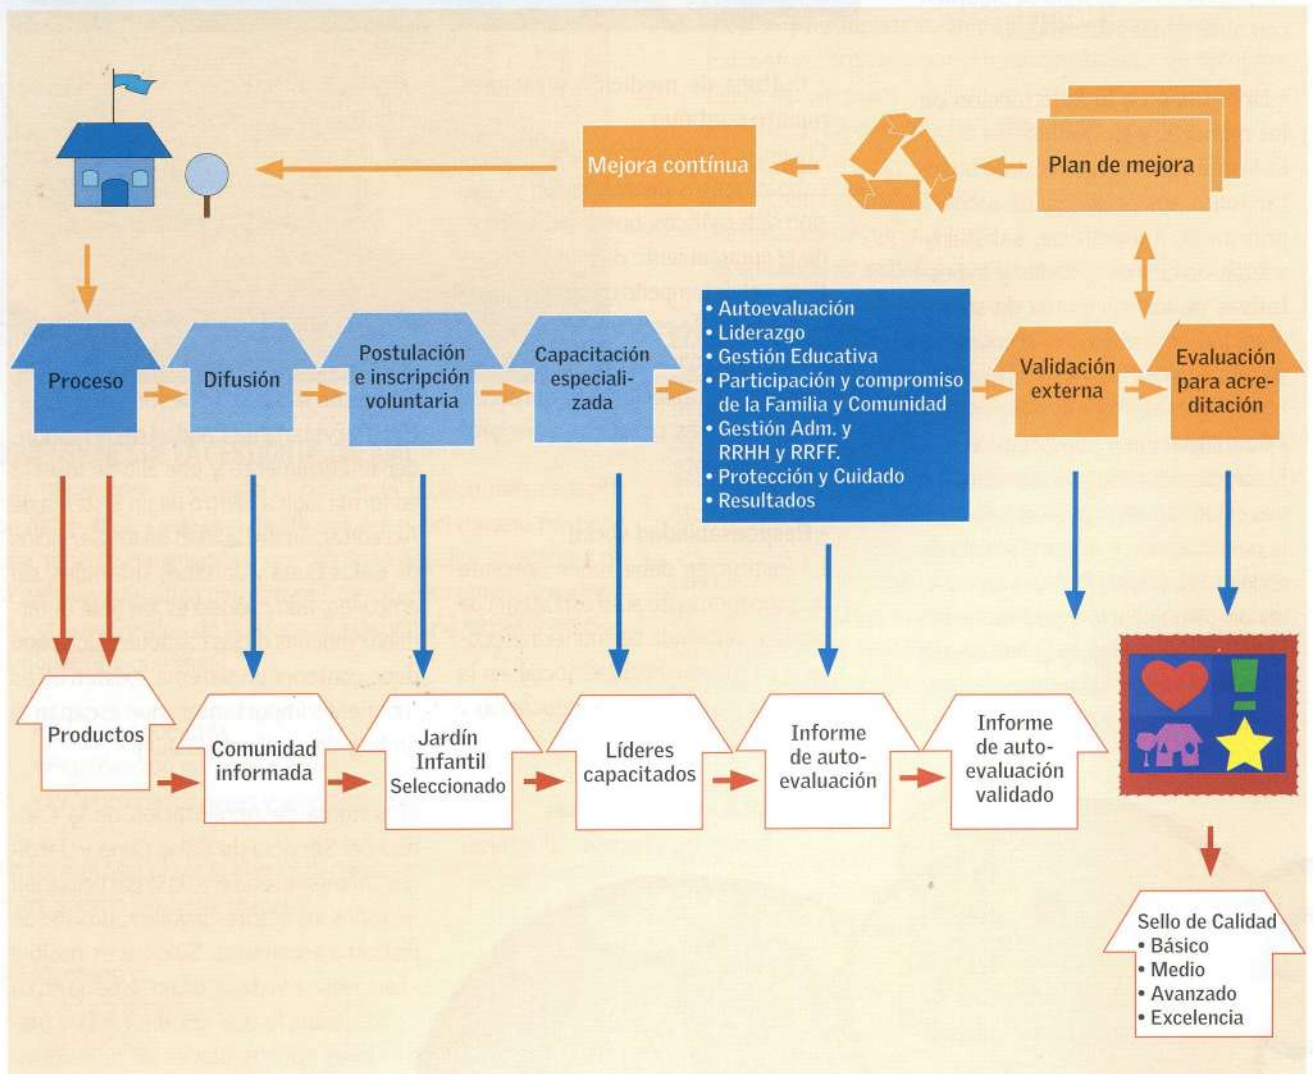 Mejora contínua
Plan de mejora
Proceso
Difusión
Postulación
e inscripción
voluntaria
Capacitación
especiali-
zada
• Autoevaluación
• Liderazgo
• Gestión Educativa
• Participación y compromiso
de la Familia y Comunidad
• Gestión Adm. y
RRHH y RRFF.
• Protección y Cuidado
• Resultados
Validación
externa
Evaluación
para acre-
ditación
Productos
Comunidad
informada
Jardín
Infantil
Seleccionado
Líderes
capacitados
Informe
de auto-
evaluación
Informe
de auto-
evaluación
validado
Sello de Calidad
• Básico
• Medio
• Avanzado
• Excelencia